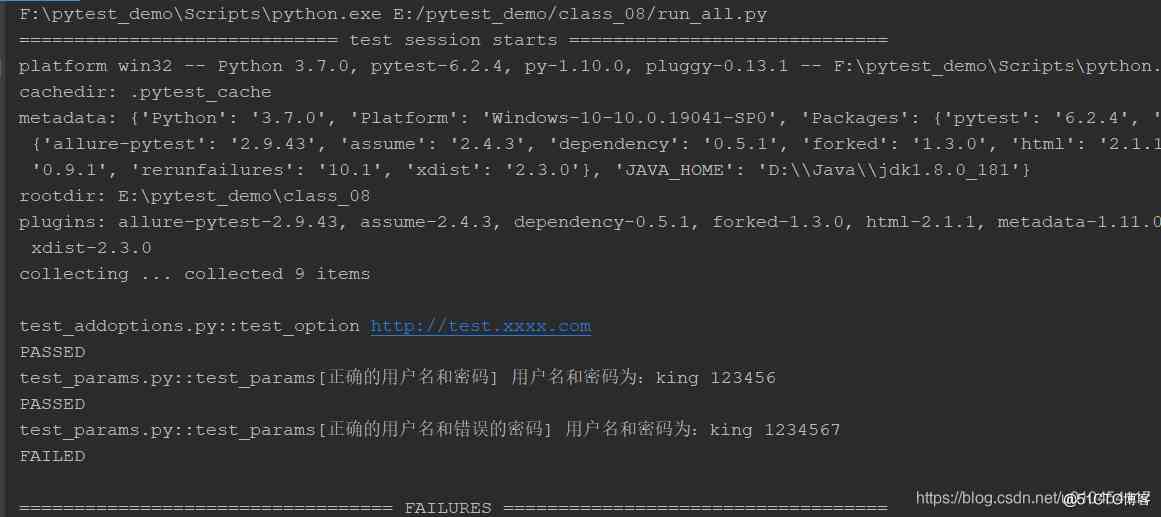 F:\pytest_demo\Scripts\python.exe E:/pytest_demo/class_08/run_all.py
============================= test session starts =============================
platform win32 -- Python 3.7.0, pytest-6.2.4, py-1.10.0, pluggy-0.13.1 -- F:\pytest_demo\Scripts\python.
cachedir: .pytest_cache
metadata: {'Python': '3.7.0', 'Platform': 'Windows-10-10.0.19041-SP0', 'Packages': {'pytest': '6.2.4', '
{'allure-pytest': '2.9.43', 'assume': '2.4.3', 'dependency': '0.5.1', 'forked': '1.3.0', 'html': '2.1.1
'0.9.1', 'rerunfailures': '10.1', 'xdist': '2.3.0'}, 'JAVA_HOME': 'D:\\Java\\jdk1.8.0_181'}
rootdir: E:\pytest_demo\class_08
plugins: allure-pytest-2.9.43, assume-2.4.3, dependency-0.5.1, forked-1.3.0, html-2.1.1, metadata-1.11.0
xdist-2.3.0
collecting ... collected 9 items
test_addoptions.py::test_option http://test.xxxx.com
PASSED
test_params.py::test_params[正确的用户名和密码] 用户名和密码为：king 123456
PASSED
test_params.py::test_params[正确的用户名和错误的密码] 用户名和密码为：king 1234567
FAILED
================================== FAILURES ===================================
https://blog.csdn.net/
@51CTO博客